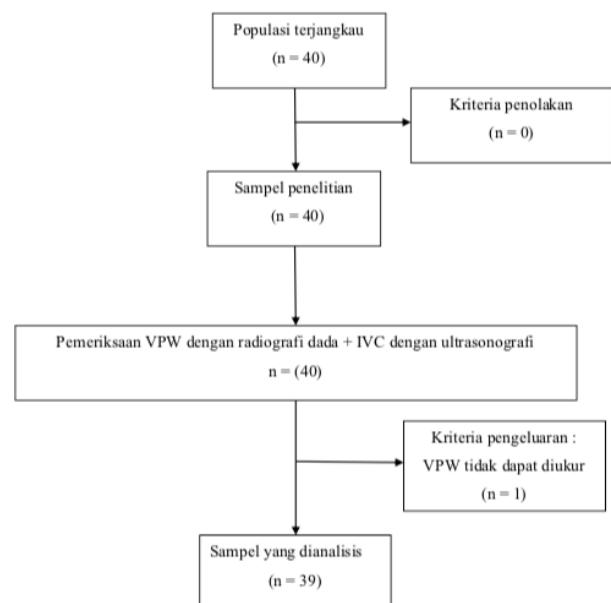 Populasi terjangkau
(n = 40)
Kriteria penolakan
(n = 0)
Sampel penelitian
(n = 40)
Pemeriksaan VPW dengan radiografi dada + IVC dengan ultrasonografi
n = (40)
Kriteria pengeluaran :
VPW tidak dapat diukur
(n = 1)
Sampel yang dianalisis
(n = 39)